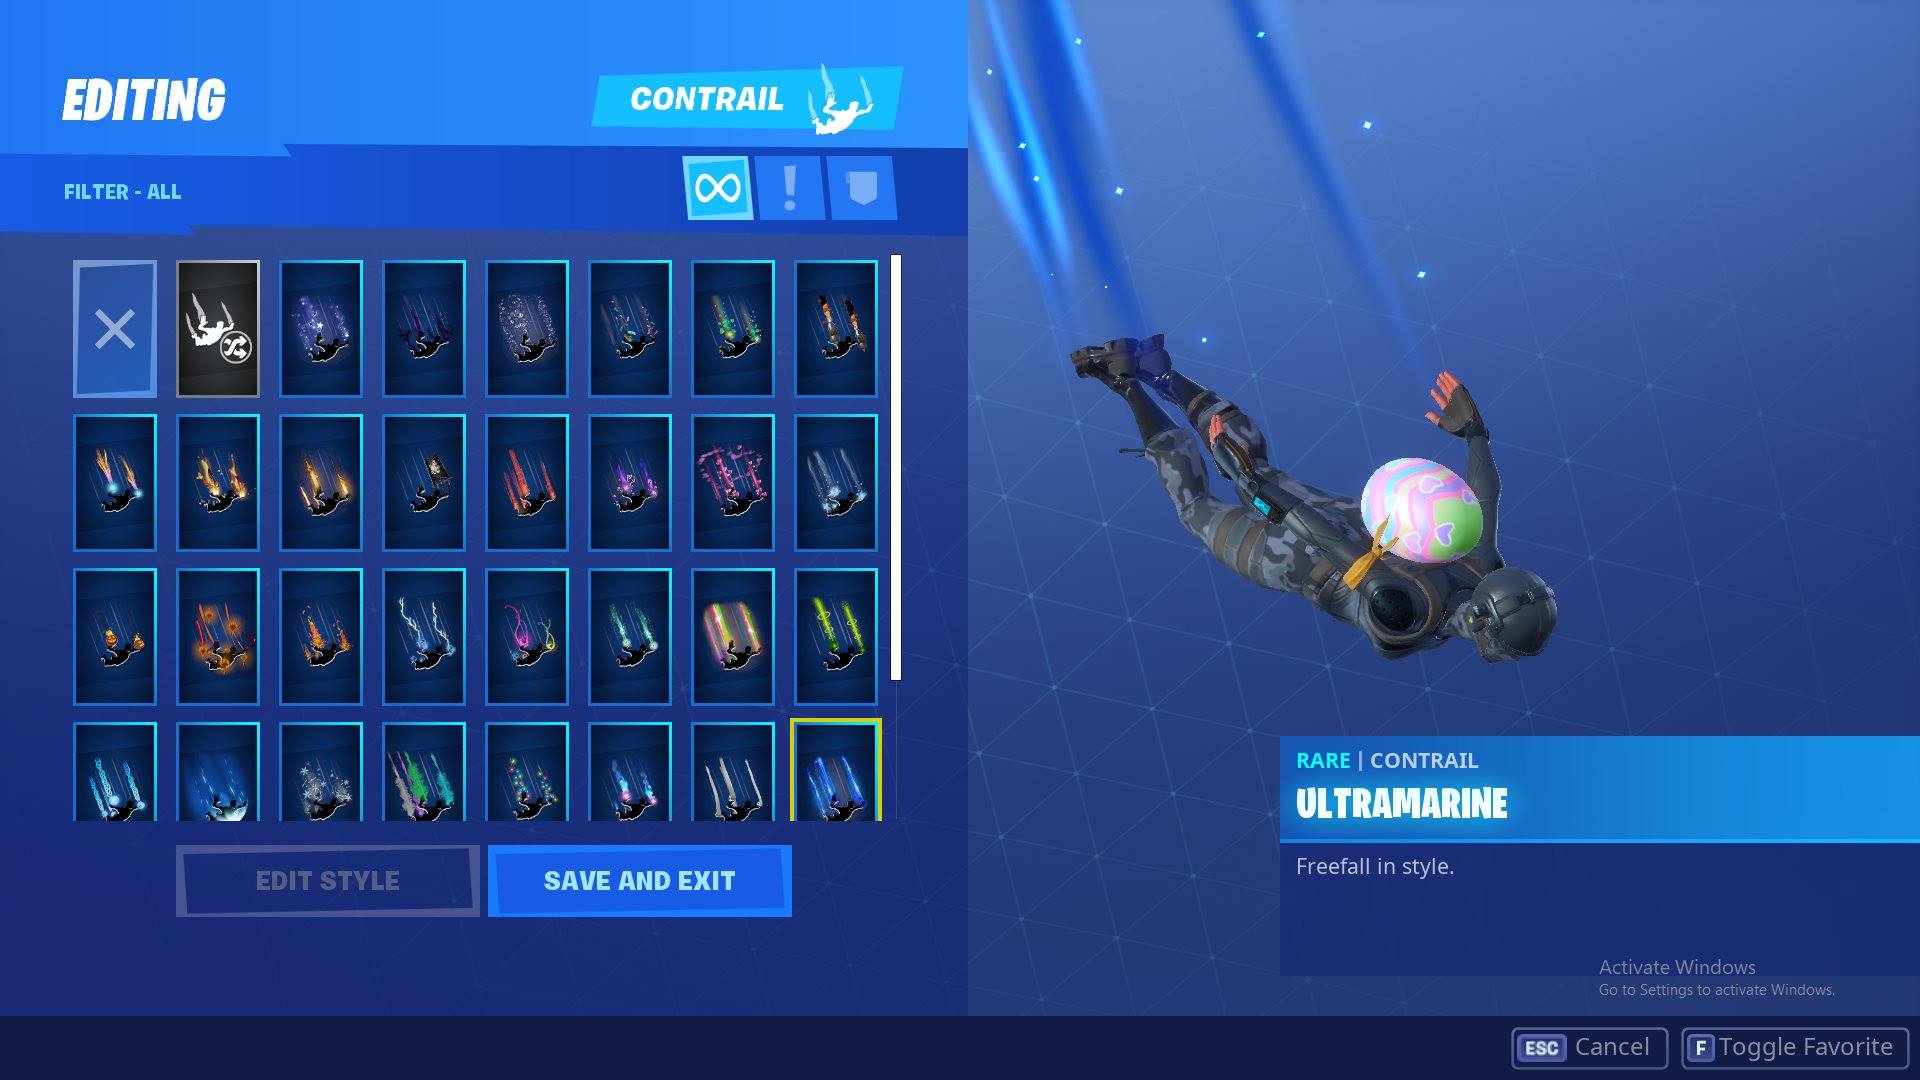 EDITING
CONTRAIL
FILTER - ALL
EDIT STYLE
SAVE AND EXIT
RARE | CONTRAIL
ULTRAMARINE
Freefall in style.
Activate Windows
Go to Settings to activate Windows.
ESC Cancel
F Toggle Favorite